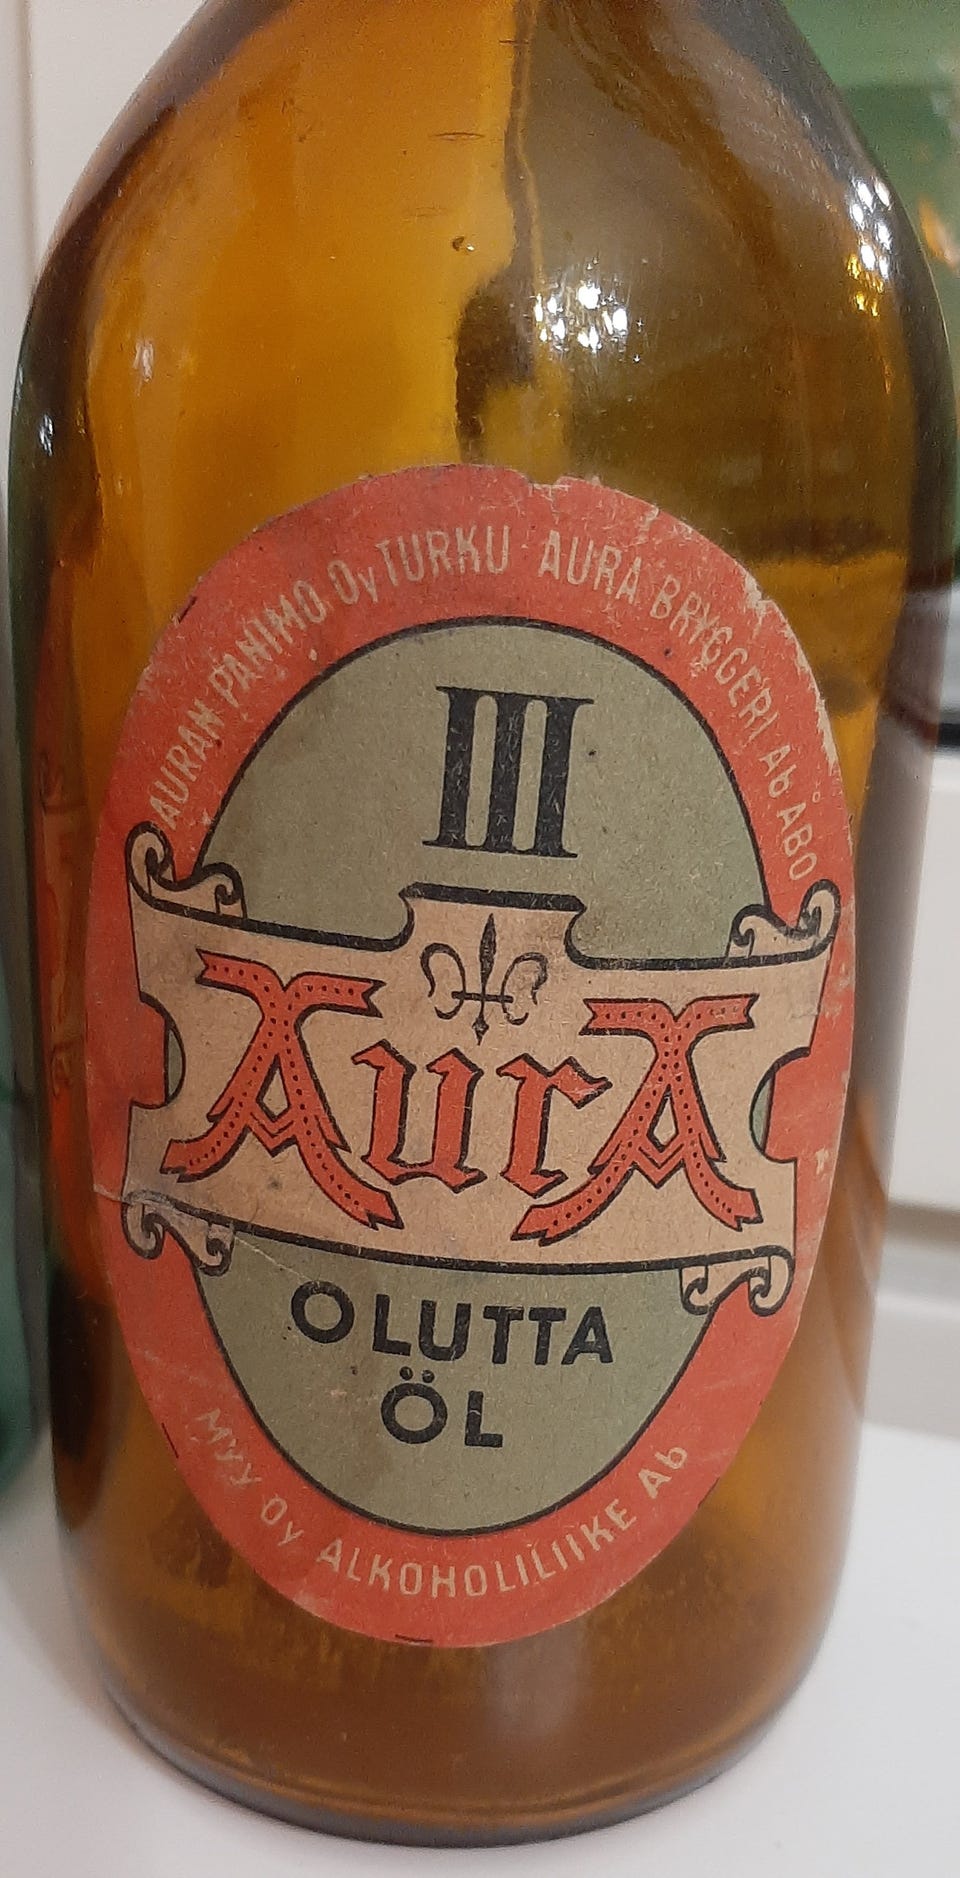 AURAN PANIMO Oy TURKU · AURA BRYGGERI Ab ÅBO
III
AurA
OLUTTA
ÖL
MYY Oy ALKOHOLILIIKE Ab